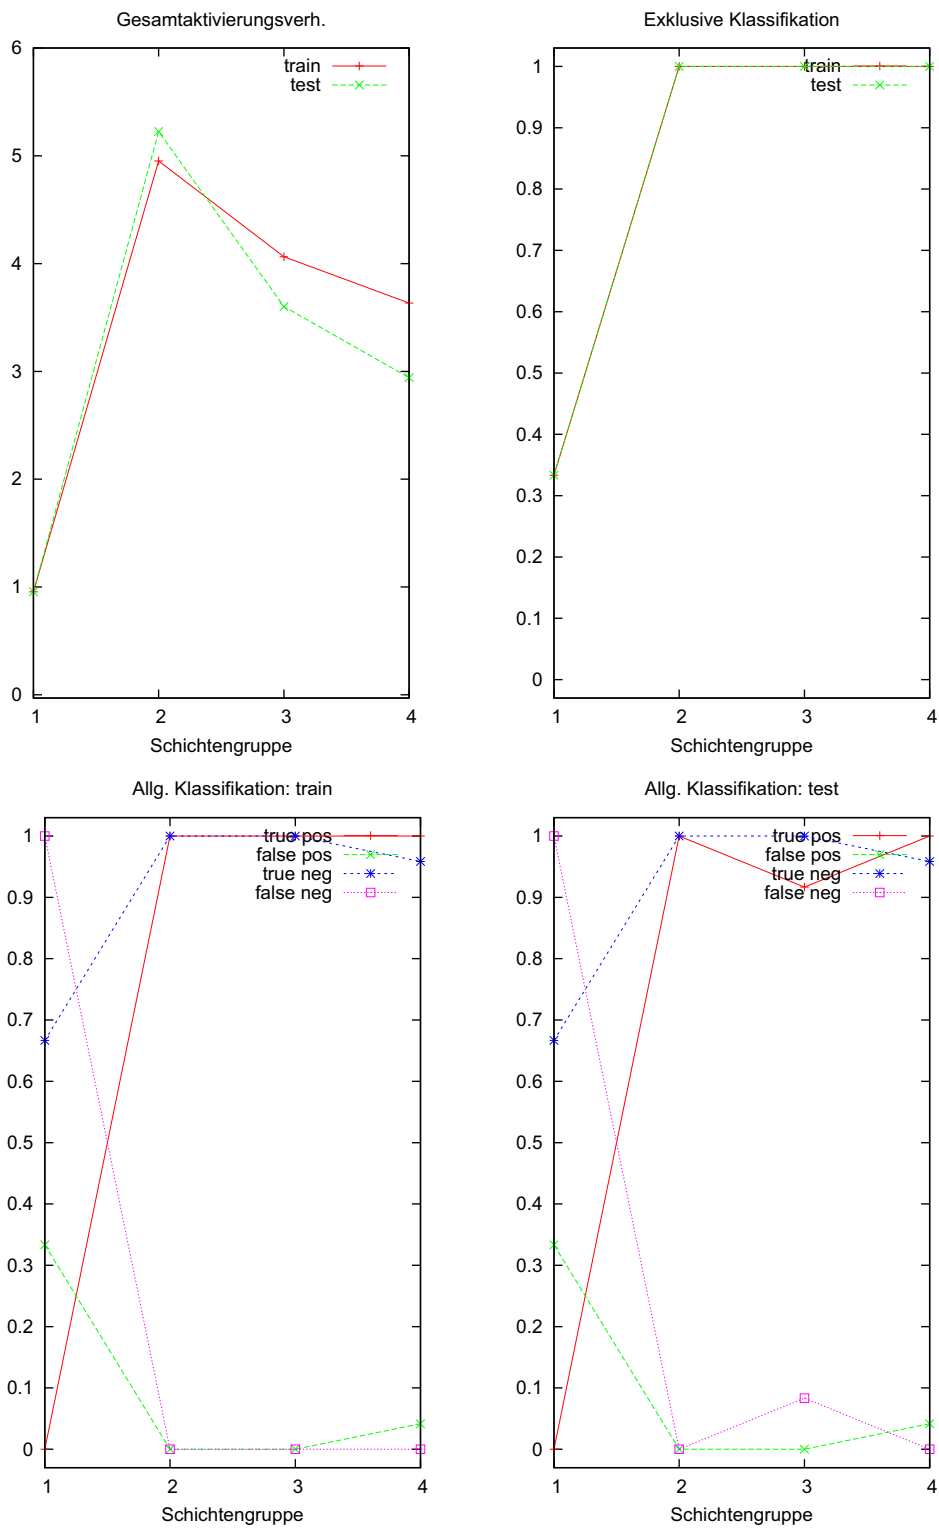 Gesamtaktivierungsverh.
6
5
4
3
2
1
0
train
test
1 2 3 4
Schichtengruppe
Exklusive Klassifikation
1
0.9
0.8
0.7
0.6
0.5
0.4
0.3
0.2
0.1
0
train
test
1 2 3 4
Schichtengruppe
Allg. Klassifikation: train
1
0.9
0.8
0.7
0.6
0.5
0.4
0.3
0.2
0.1
0
true pos
false pos
true neg
false neg
1 2 3 4
Schichtengruppe
Allg. Klassifikation: test
1
0.9
0.8
0.7
0.6
0.5
0.4
0.3
0.2
0.1
0
true pos
false pos
true neg
false neg
1 2 3 4
Schichtengruppe